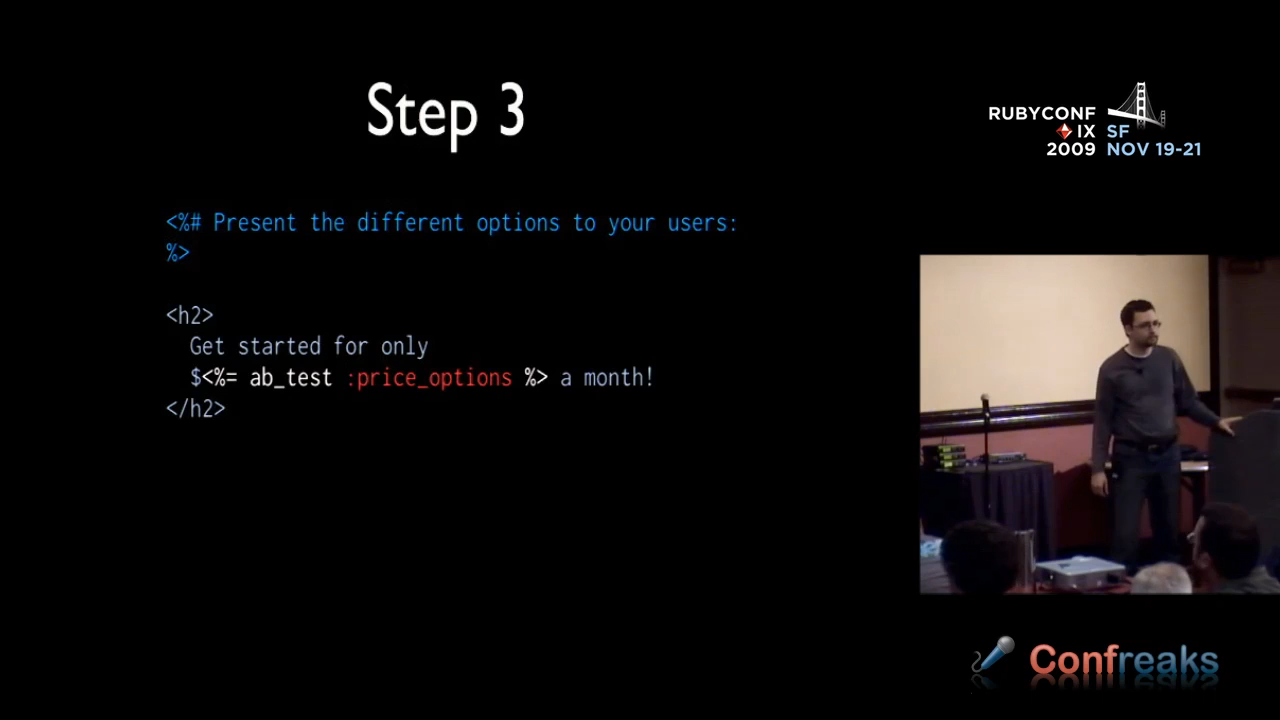 Step 3
<%# Present the different options to your users:
%>
<h2>
Get started for only
$<%= ab_test :price_options %> a month!
</h2>
RUBYCONF
IX SF
2009 NOV 19-21
Confreaks